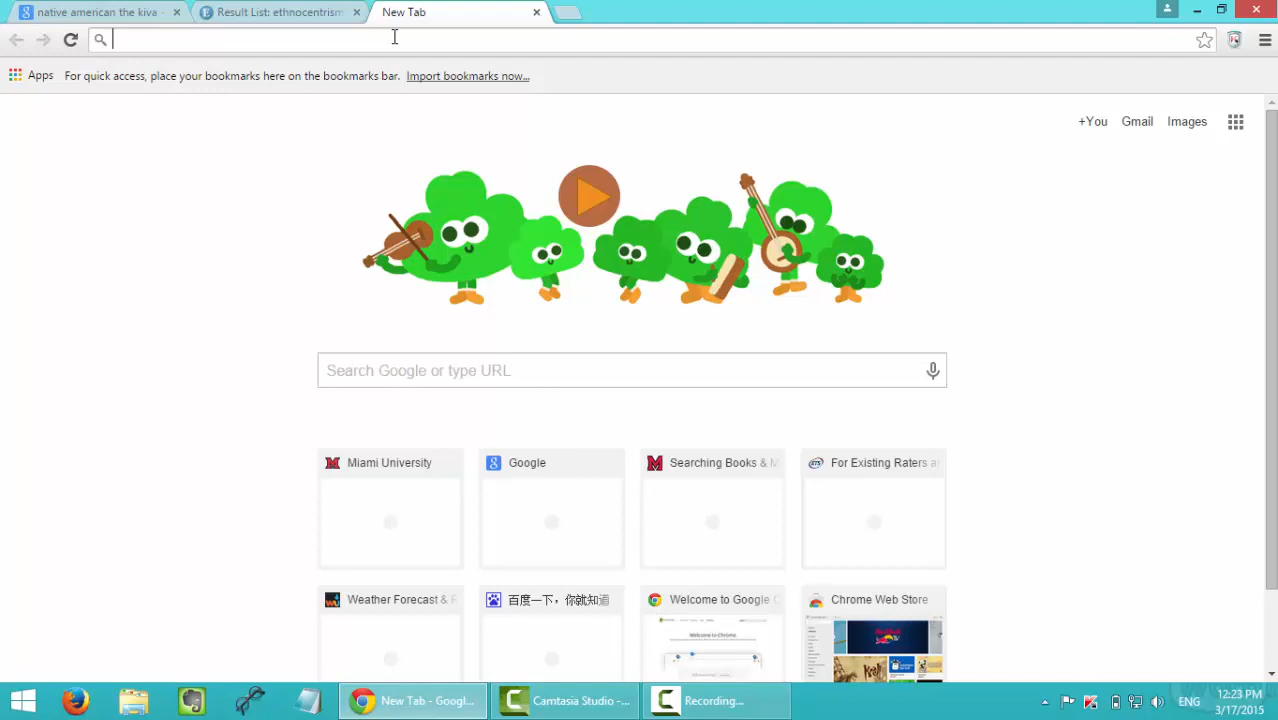 native american the kiva -
Result List: ethnocentrism
New Tab
Apps
For quick access, place your bookmarks here on the bookmarks bar. Import bookmarks now...
+You
Gmail
Images
Search Google or type URL
Miami University
Google
Searching Books & M
For Existing Raters a
Weather Forecast &
百度一下，你就知道
Welcome to Google
Chrome Web Store
Welcome to Chrome.
New Tab - Googl...
Camtasia Studio -...
Recording...
ENG
12:23 PM
3/17/2015